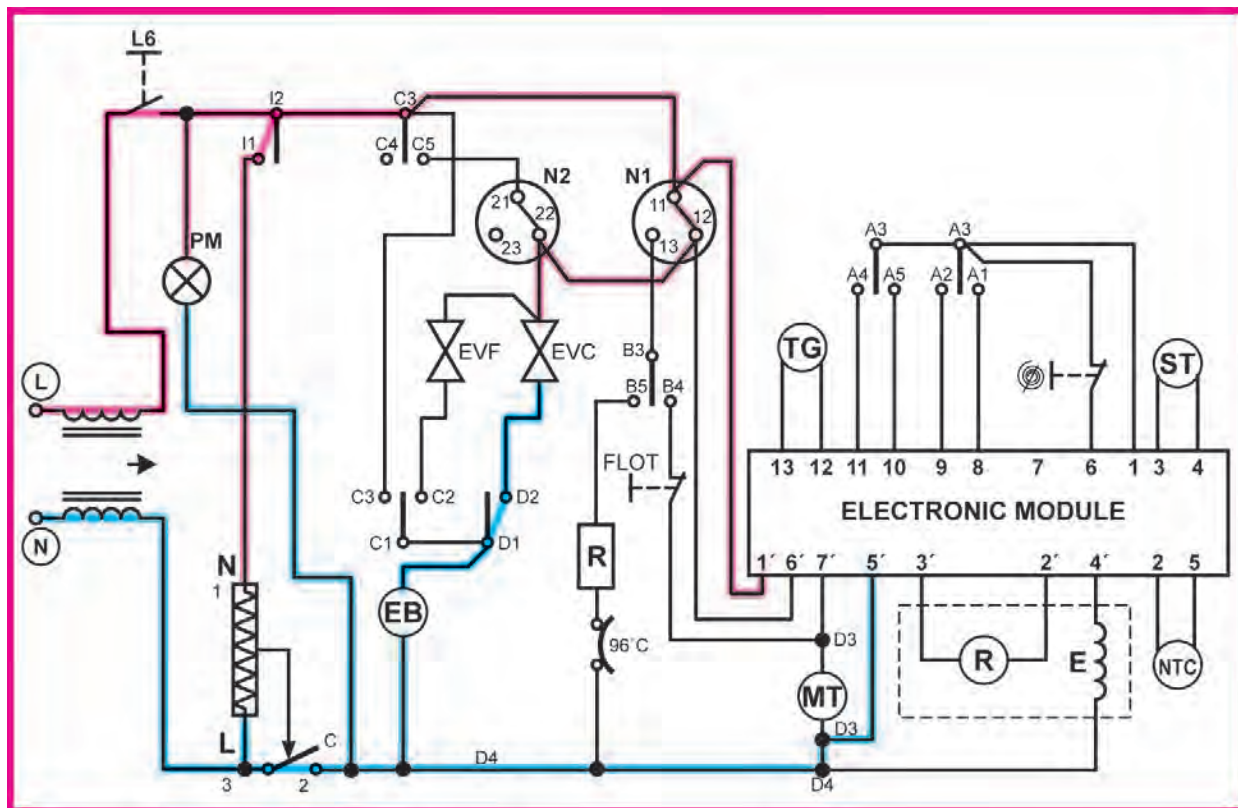 L6
I2
C3
I1
C4 C5
N2
N1
21
22
23
11
12
13
A3
A3
A4 A5 A2 A1
PM
L
EVF
EVC
B3
B5 B4
TG
ST
FLOT
13 12 11 10 9 8 7 6 1 3 4
ELECTRONIC MODULE
1´ 6´ 7´ 5´ 3´ 2´ 4´ 2 5
N
C3 C2 D2
C1 D1
R
N
1
EB
96°C
D3
R
E
NTC
MT
L
C
D4
D3
3 2
D4